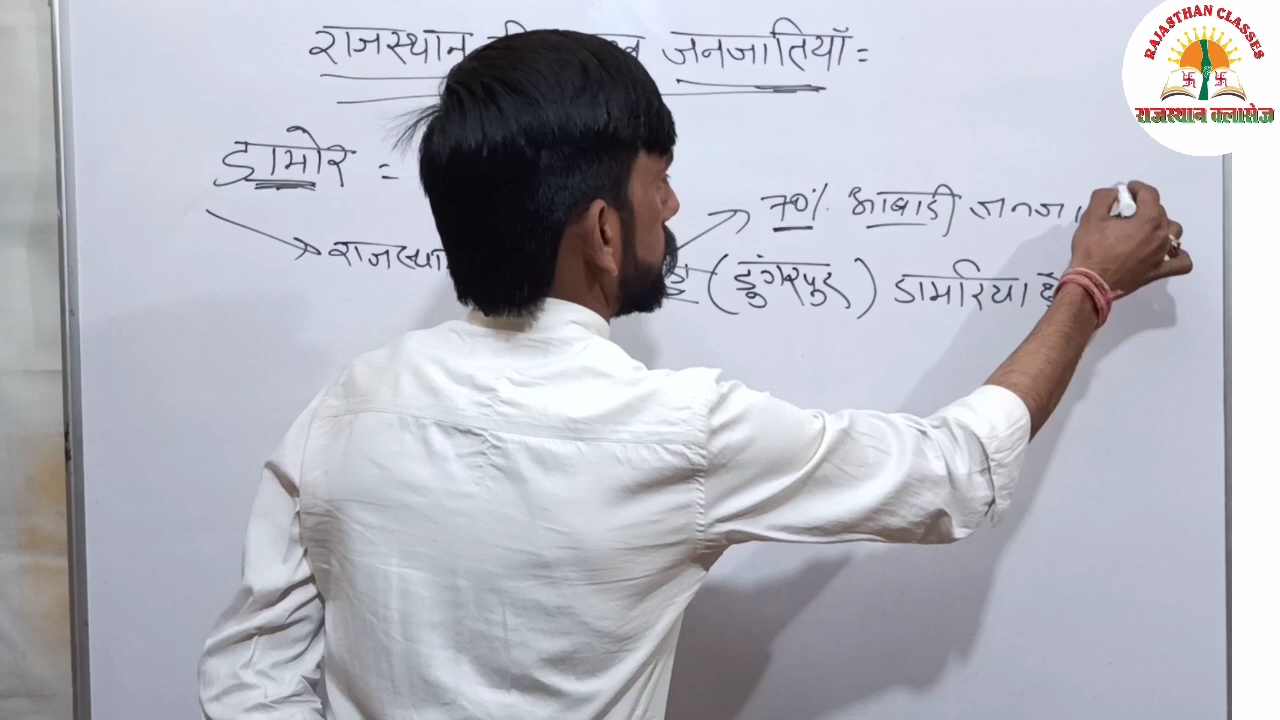 राजस्थान जनजातियाँ =
डामोर =
70% आबादी जनजा
राजस्था (डुंगरपुर) डामरिया
RAJASTHAN CLASSES
राजस्थान क्लासेज